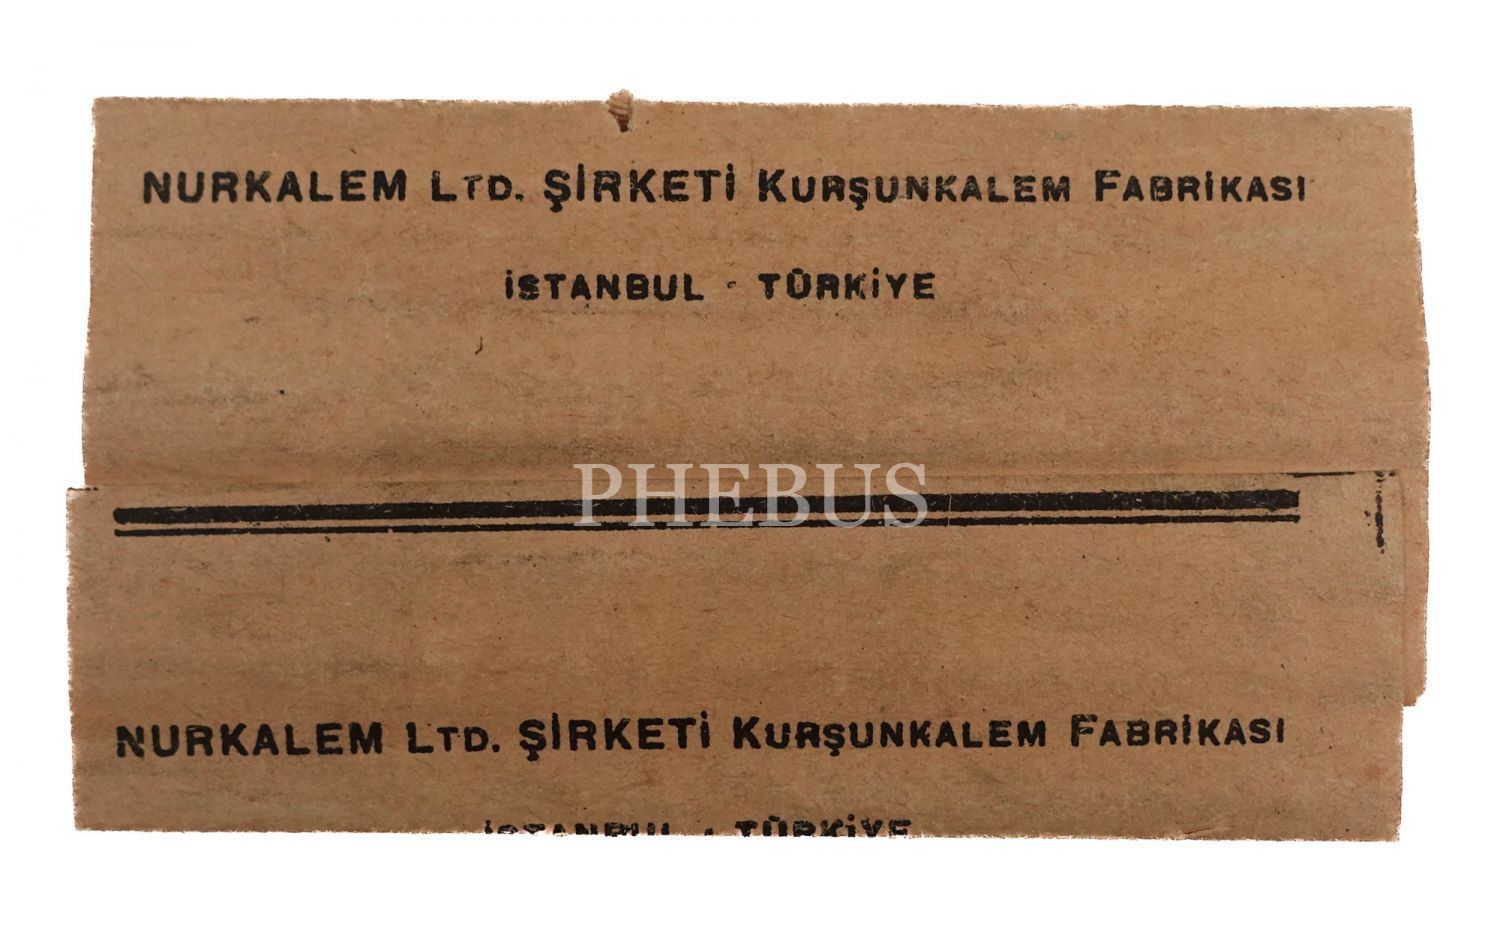 NURKALEM LTD. ŞİRKETİ KURŞUNKALEM FABRİKASI
İSTANBUL · TÜRKİYE
PHEBUS
NURKALEM LTD. ŞİRKETİ KURŞUNKALEM FABRİKASI
İSTANBUL · TÜRKİYE